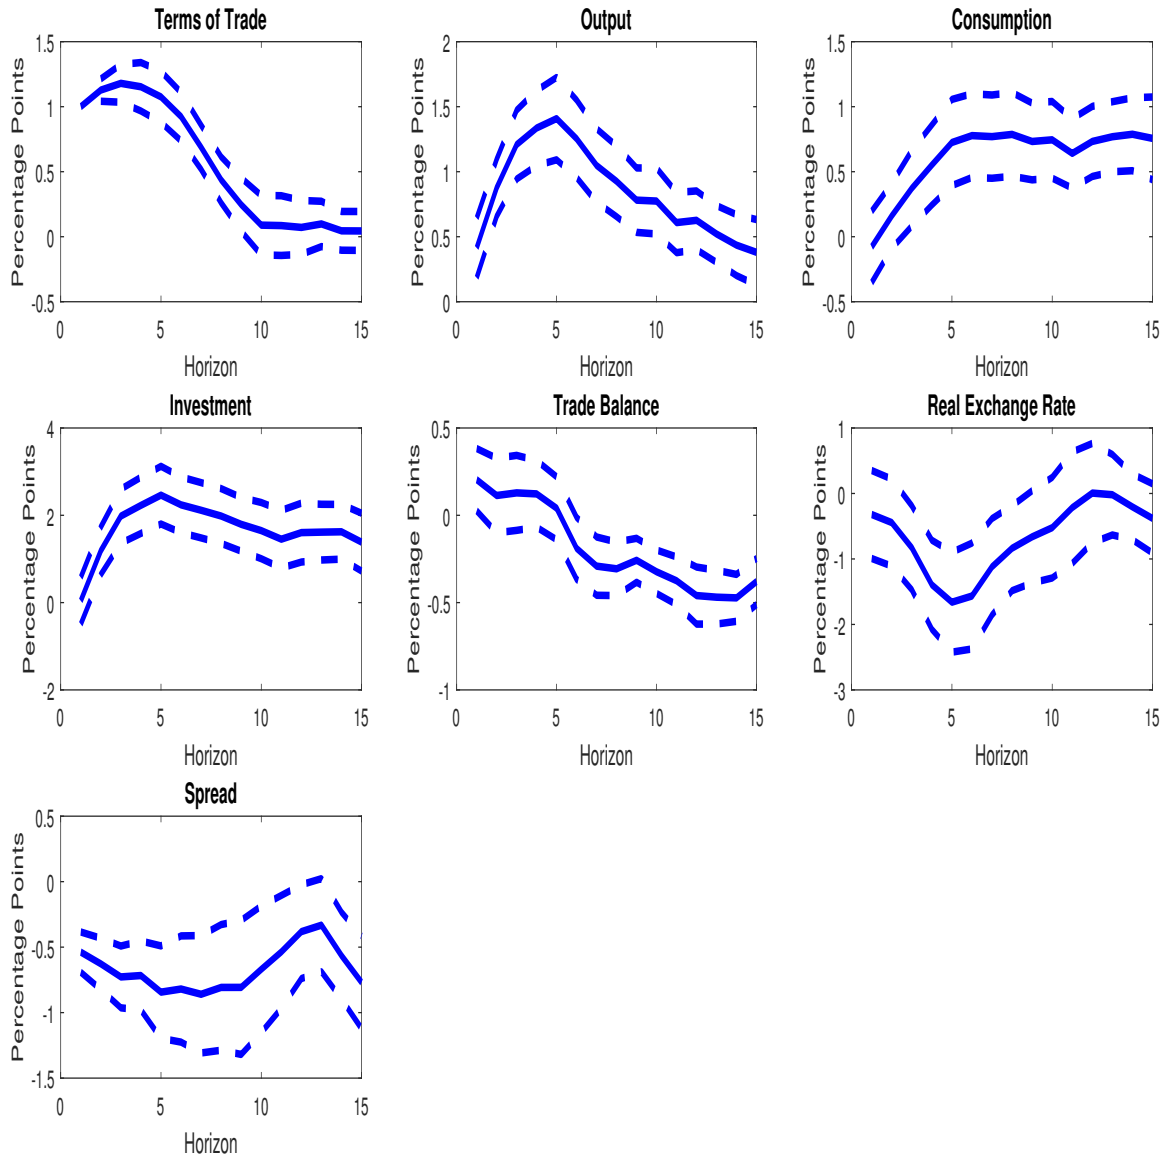 Terms of Trade
Percentage Points
1.5
1
0.5
0
-0.5
0
5
10
15
Horizon
Output
Percentage Points
2
1.5
1
0.5
0
0
5
10
15
Horizon
Consumption
Percentage Points
1.5
1
0.5
0
-0.5
0
5
10
15
Horizon
Investment
Percentage Points
4
2
0
-2
0
5
10
15
Horizon
Trade Balance
Percentage Points
0.5
0
-0.5
-1
0
5
10
15
Horizon
Real Exchange Rate
Percentage Points
1
0
-1
-2
-3
0
5
10
15
Horizon
Spread
Percentage Points
0.5
0
-0.5
-1
-1.5
0
5
10
15
Horizon